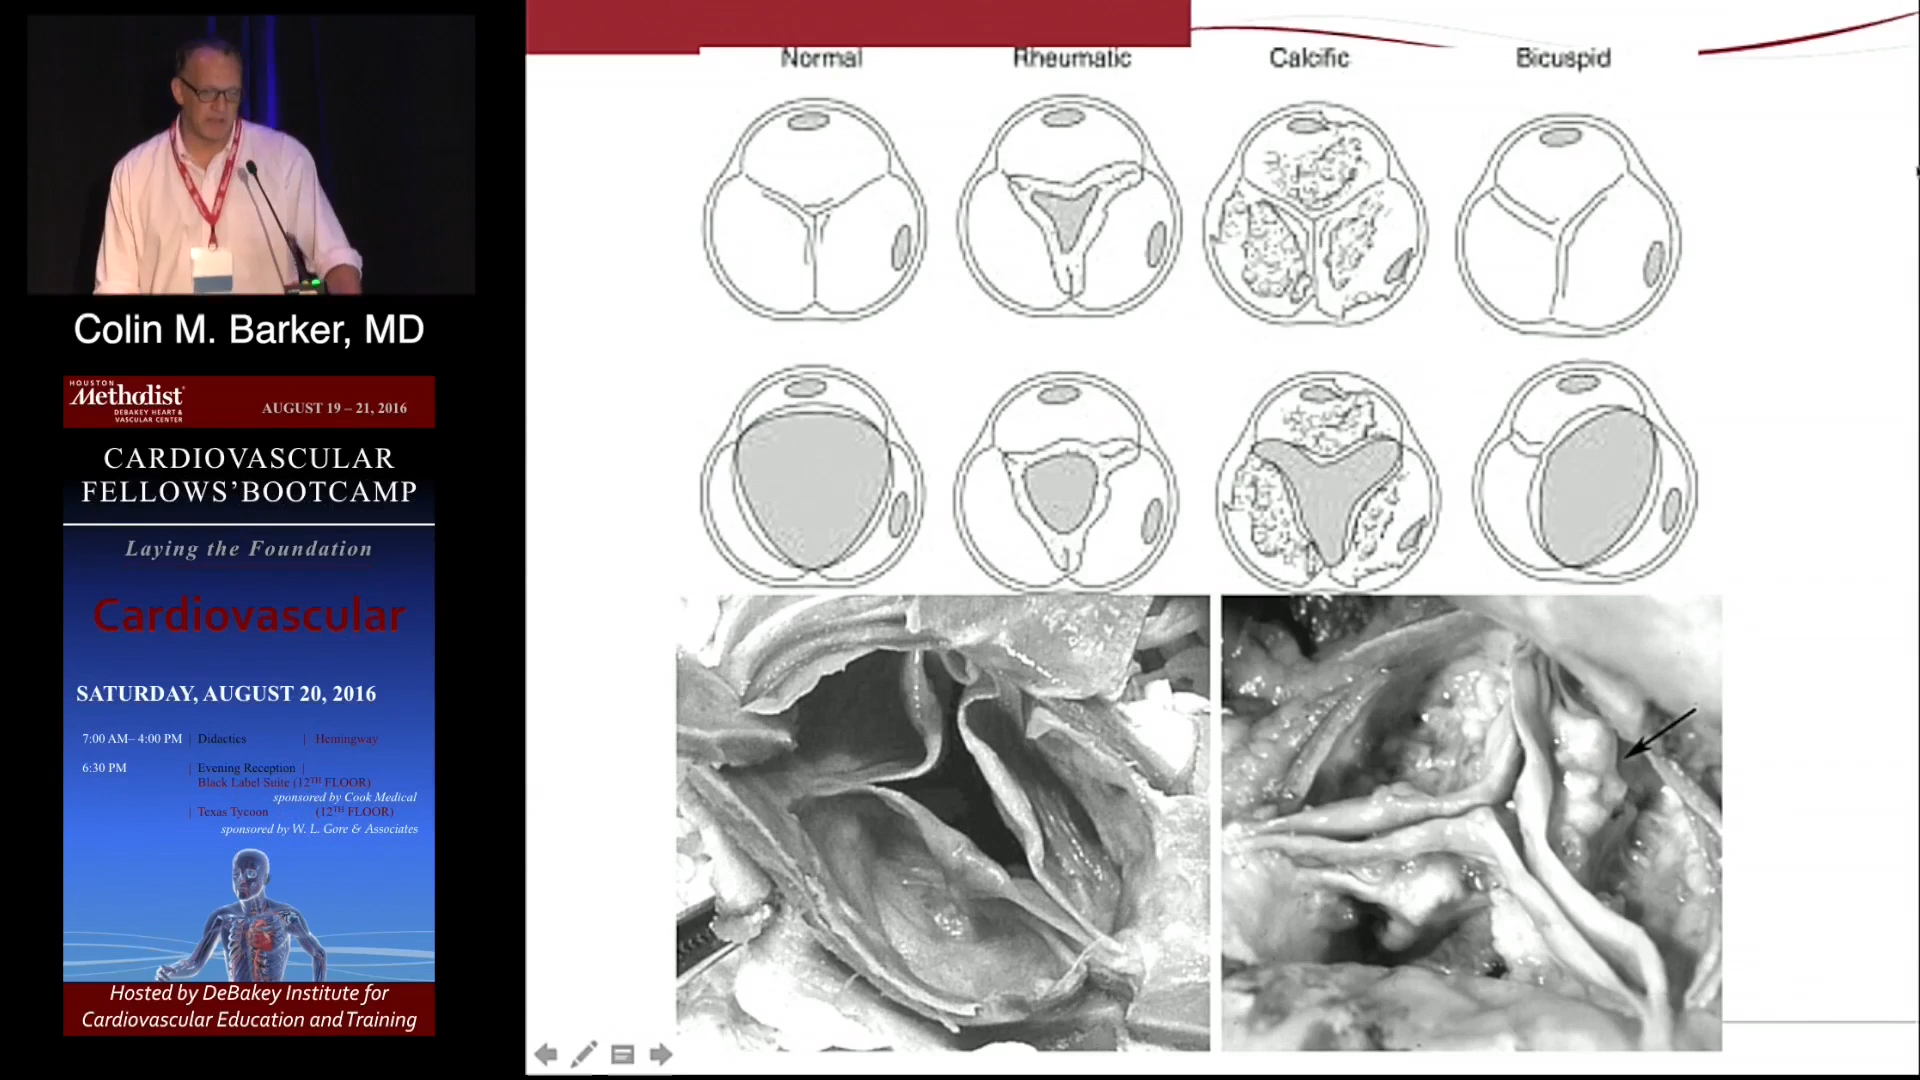 Colin M. Barker, MD
HOUSTON
Methodist
DEBAKEY HEART &
VASCULAR CENTER
AUGUST 19 – 21, 2016
CARDIOVASCULAR
FELLOWS' BOOTCAMP
Laying the Foundation
Cardiovascular
SATURDAY, AUGUST 20, 2016
7:00 AM– 4:00 PM | Didactics | Hemingway
6:30 PM | Evening Reception |
Black Label Suite (12TH FLOOR)
sponsored by Cook Medical
| Texas Tycoon (12TH FLOOR)
sponsored by W. L. Gore & Associates
Hosted by DeBakey Institute for
Cardiovascular Education and Training
Normal Rheumatic Calcific Bicuspid